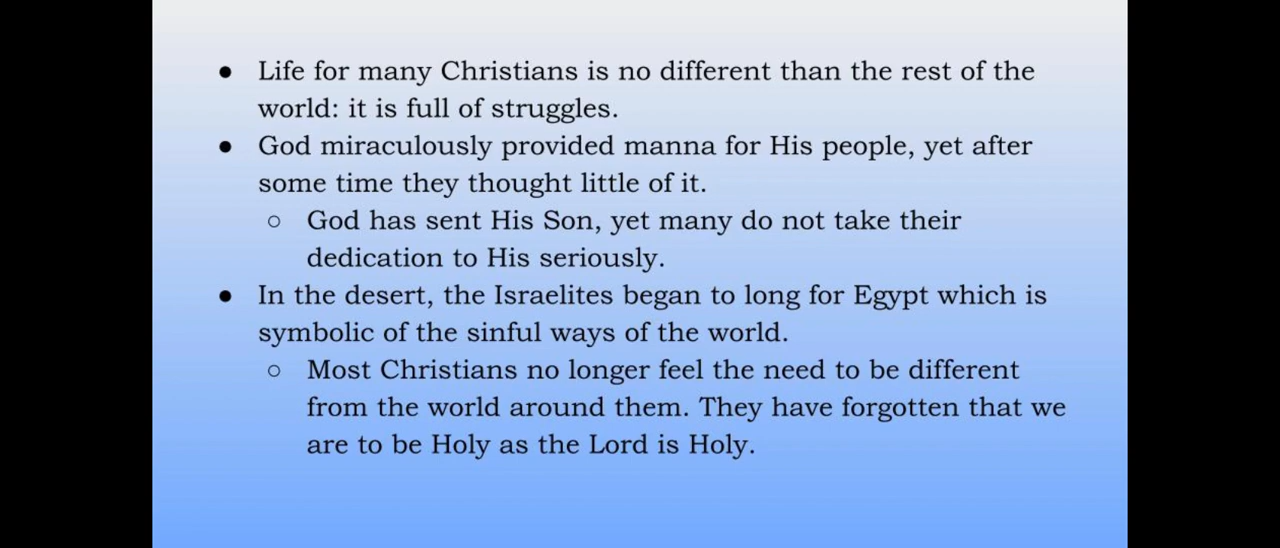 ● Life for many Christians is no different than the rest of the
world: it is full of struggles.
● God miraculously provided manna for His people, yet after
some time they thought little of it.
○ God has sent His Son, yet many do not take their
dedication to His seriously.
● In the desert, the Israelites began to long for Egypt which is
symbolic of the sinful ways of the world.
○ Most Christians no longer feel the need to be different
from the world around them. They have forgotten that we
are to be Holy as the Lord is Holy.